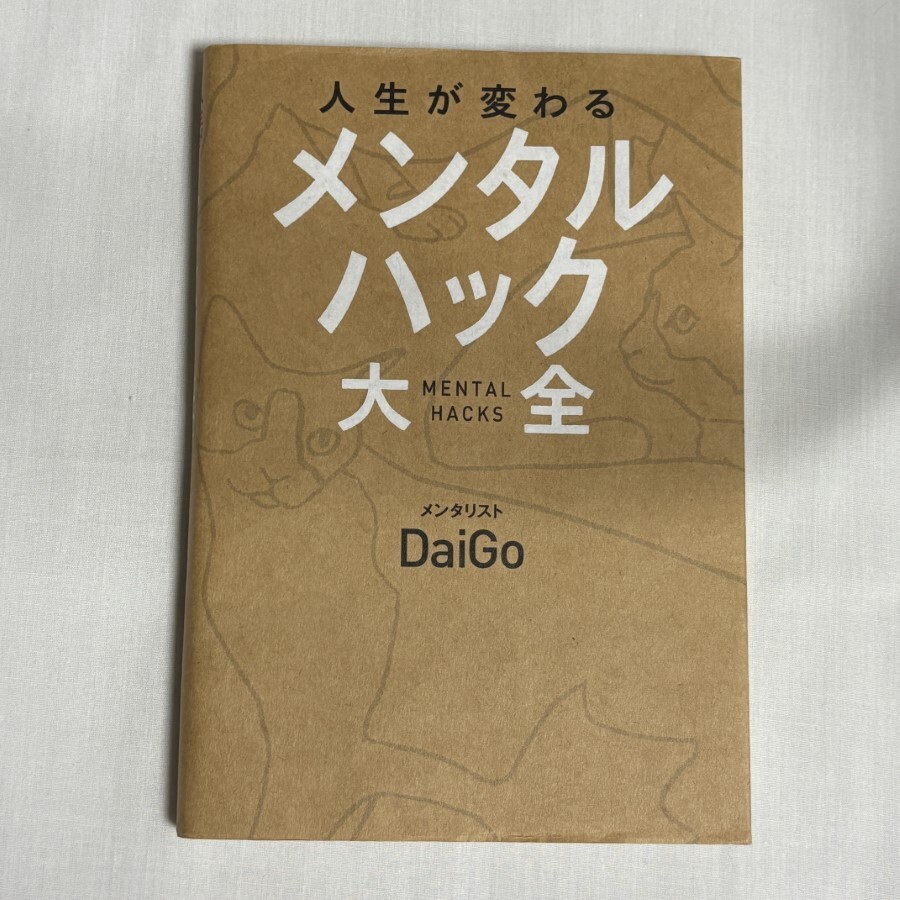 人生が変わる
メンタル
ハック
大 MENTAL HACKS 全
メンタリスト
DaiGo